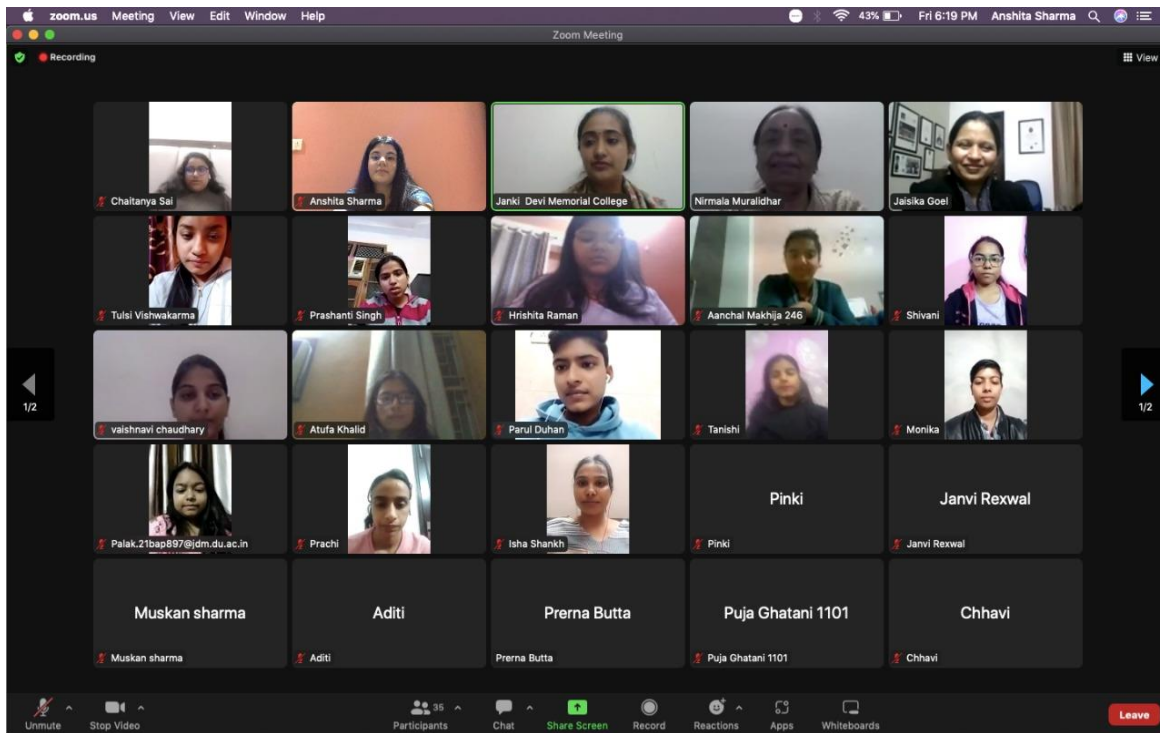 zoom.us Meeting View Edit Window Help 43% Fri 6:19 PM Anshita Sharma
Zoom Meeting
Recording View
Chaitanya Sai Anshita Sharma Janki Devi Memorial College Nirmala Muralidhar Jaisika Goel
Tulsi Vishwakarma Prashanti Singh Hrishita Raman Aanchal Makhija 246 Shivani
vaishnavi chaudhary Atufa Khalid Parul Duhan Tanishi Monika
1/2 1/2
Palak.21bap897@jdm.du.ac.in Prachi Isha Shankh Pinki Janvi Rexwal
Pinki Janvi Rexwal
Muskan sharma Aditi Prerna Butta Puja Ghatani 1101 Chhavi
Muskan sharma Aditi Prerna Butta Puja Ghatani 1101 Chhavi
35
Unmute Stop Video Participants Chat Share Screen Record Reactions Apps Whiteboards Leave